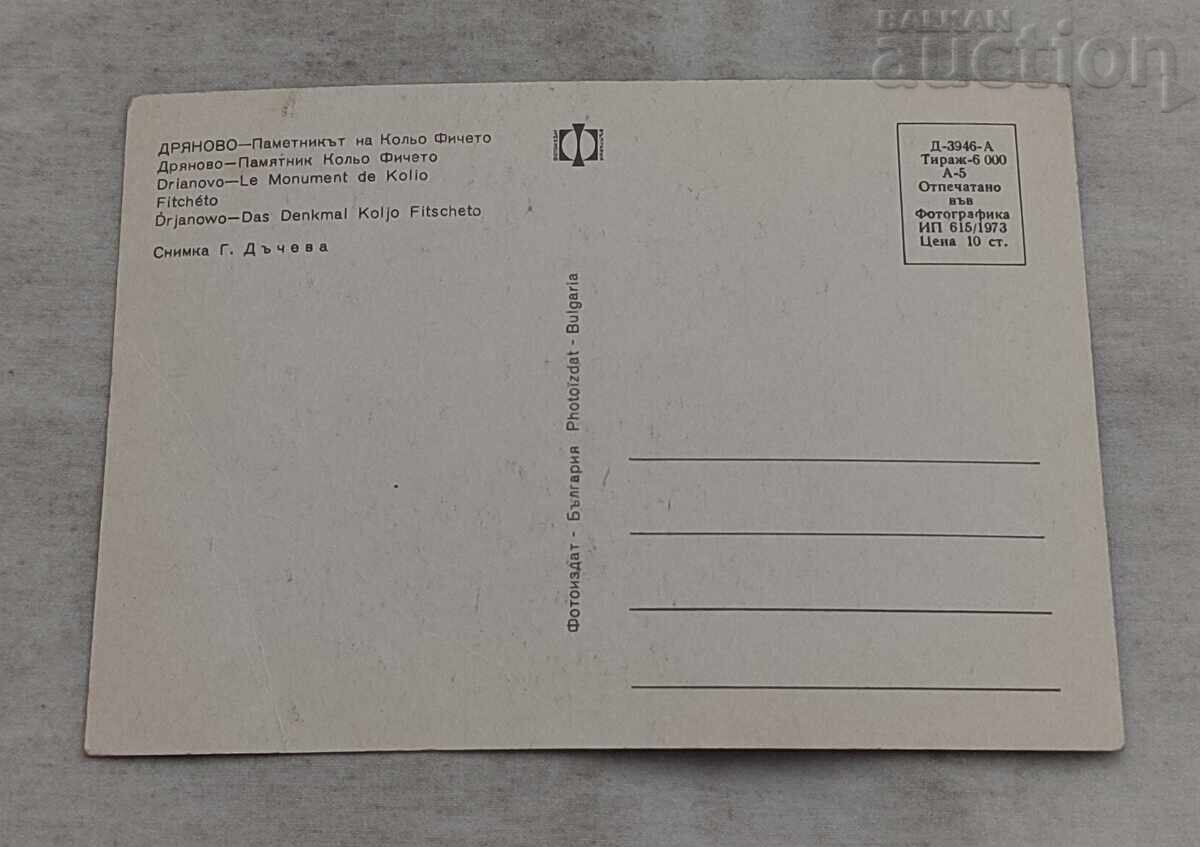 BALKAN
auction
ДРЯНОВО—Паметникът на Кольо Фичето
Дряново—Памятник Кольо Фичето
Drianovo—Le Monument de Kolio
Fitchéto
Drjanowo—Das Denkmal Koljo Fitscheto
Снимка Г. Дъчева
Фотоиздат - България Photoizdat - Bulgaria
Д-3946-А
Тираж-6 000
А-5
Отпечатано
във
Фотографика
ИП 615/1973
Цена 10 ст.